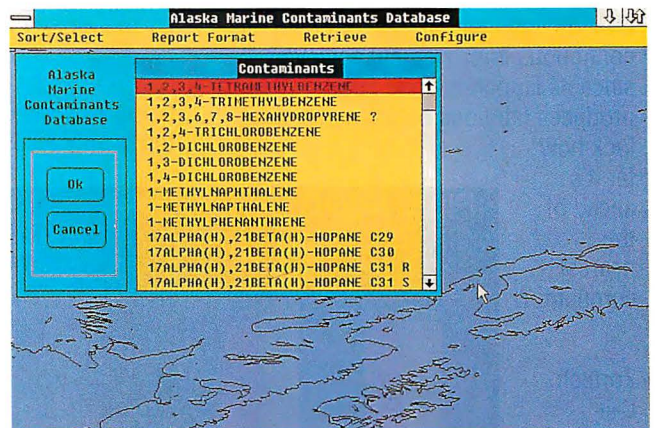 Alaska Marine Contaminants Database
Sort/Select Report Format Retrieve Configure
Alaska
Marine
Contaminants
Database
Ok
Cancel
Contaminants
1,2,3,4-TETRAMETHYLBENZENE
1,2,3,4-TRIMETHYLBENZENE
1,2,3,6,7,8-HEXAHYDROPYRENE ?
1,2,4-TRICHLOROBENZENE
1,2-DICHLOROBENZENE
1,3-DICHLOROBENZENE
1,4-DICHLOROBENZENE
1-METHYLNAPHTHALENE
1-METHYLNAPTHALENE
1-METHYLPHENANTHRENE
17ALPHA(H),21BETA(H)-HOPANE C29
17ALPHA(H),21BETA(H)-HOPANE C30
17ALPHA(H),21BETA(H)-HOPANE C31 R
17ALPHA(H),21BETA(H)-HOPANE C31 S